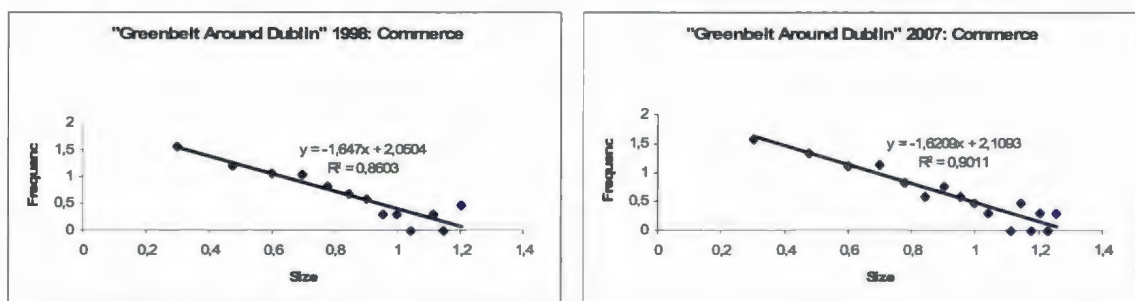 "Greenbelt Around Dublin" 1998: Commerce
y = -1,647x + 2,0504
R² = 0,8603
Frequenc
2
1,5
1
0,5
0
0
0,2
0,4
0,6
0,8
1
1,2
1,4
Size
"Greenbelt Around Dublin" 2007: Commerce
y = -1,6209x + 2,1093
R² = 0,9011
Frequenc
2
1,5
1
0,5
0
0
0,2
0,4
0,6
0,8
1
1,2
1,4
Size